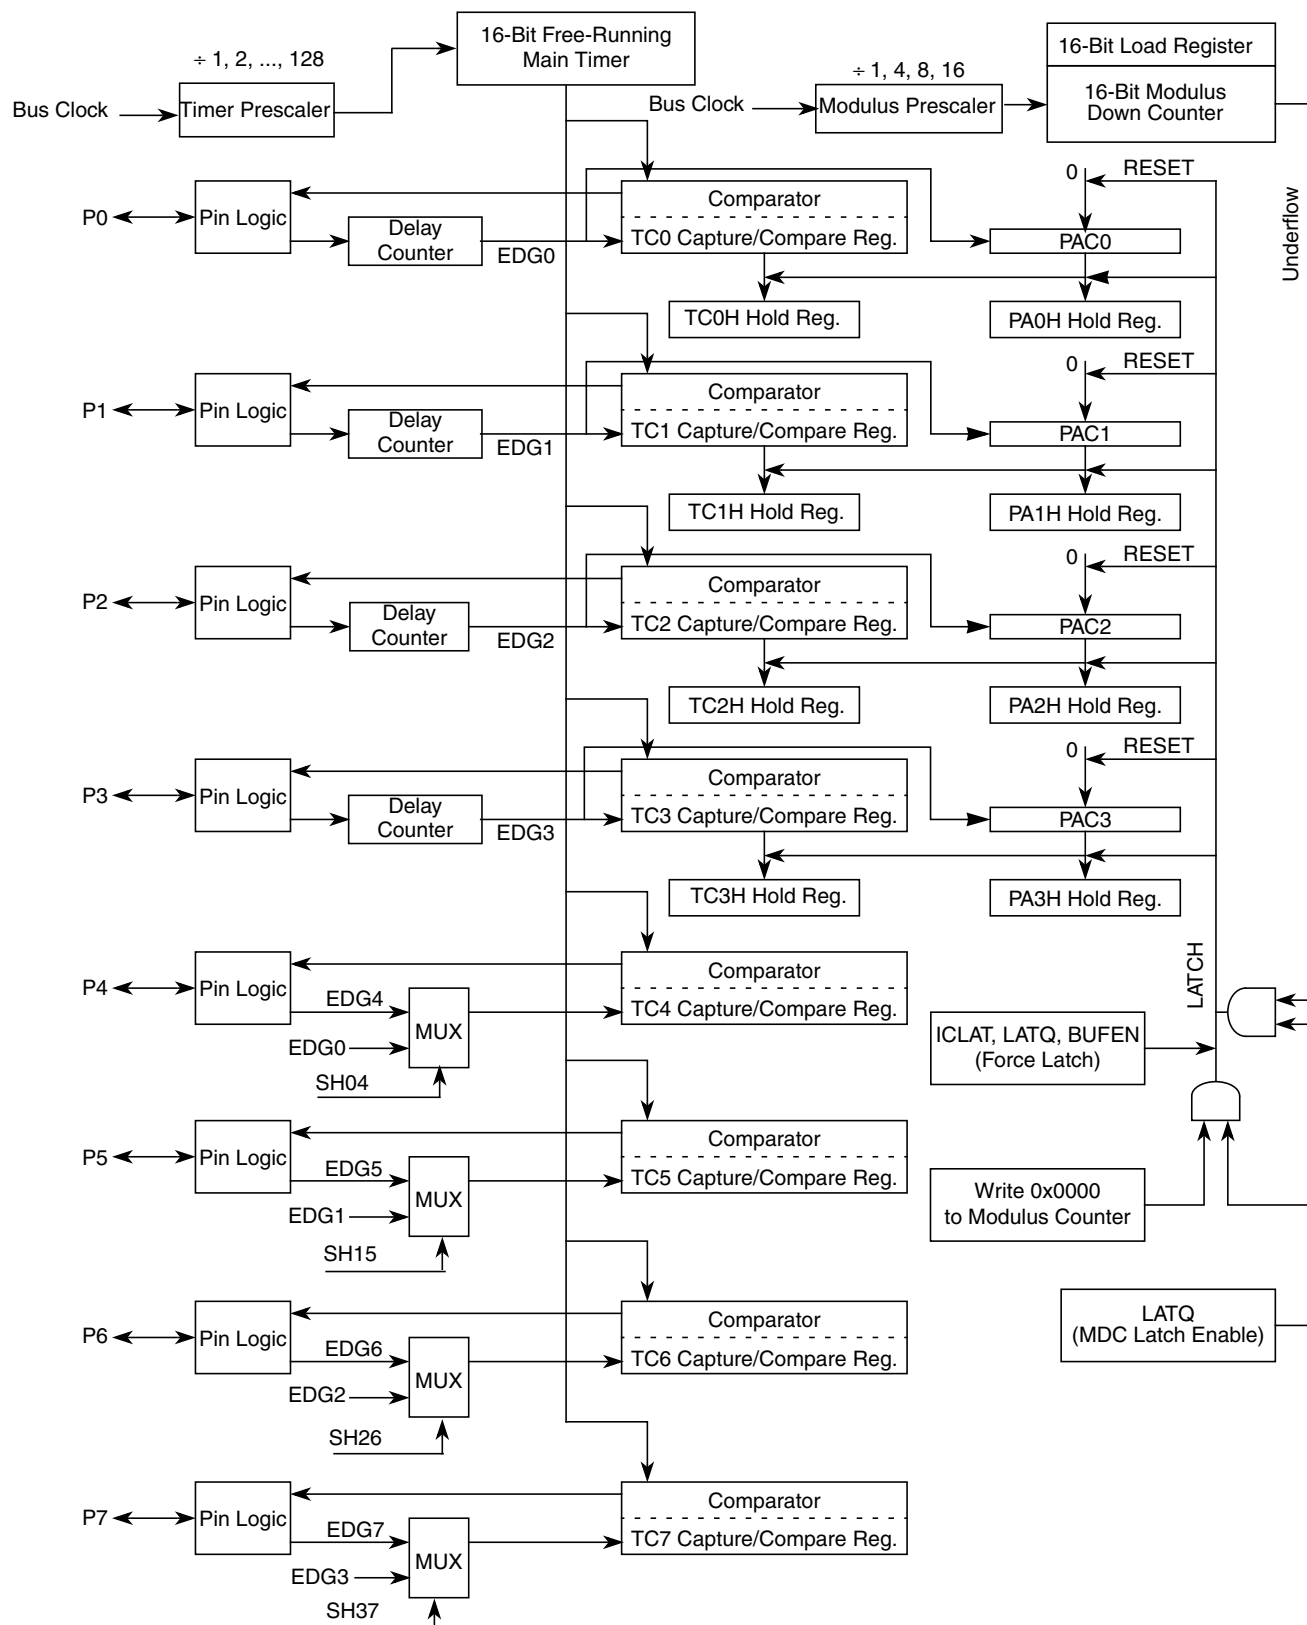 16-Bit Free-Running
Main Timer
16-Bit Load Register
16-Bit Modulus
Down Counter
÷ 1, 2, ..., 128
÷ 1, 4, 8, 16
Bus Clock
Timer Prescaler
Bus Clock
Modulus Prescaler
Underflow
P0
Pin Logic
Delay
Counter
EDG0
Comparator
TC0 Capture/Compare Reg.
0
RESET
PAC0
TC0H Hold Reg.
PA0H Hold Reg.
P1
Pin Logic
Delay
Counter
EDG1
Comparator
TC1 Capture/Compare Reg.
0
RESET
PAC1
TC1H Hold Reg.
PA1H Hold Reg.
P2
Pin Logic
Delay
Counter
EDG2
Comparator
TC2 Capture/Compare Reg.
0
RESET
PAC2
TC2H Hold Reg.
PA2H Hold Reg.
P3
Pin Logic
Delay
Counter
EDG3
Comparator
TC3 Capture/Compare Reg.
0
RESET
PAC3
TC3H Hold Reg.
PA3H Hold Reg.
LATCH
P4
Pin Logic
EDG4
EDG0
MUX
SH04
Comparator
TC4 Capture/Compare Reg.
ICLAT, LATQ, BUFEN
(Force Latch)
P5
Pin Logic
EDG5
EDG1
MUX
SH15
Comparator
TC5 Capture/Compare Reg.
Write 0x0000
to Modulus Counter
P6
Pin Logic
EDG6
EDG2
MUX
SH26
Comparator
TC6 Capture/Compare Reg.
LATQ
(MDC Latch Enable)
P7
Pin Logic
EDG7
EDG3
MUX
SH37
Comparator
TC7 Capture/Compare Reg.